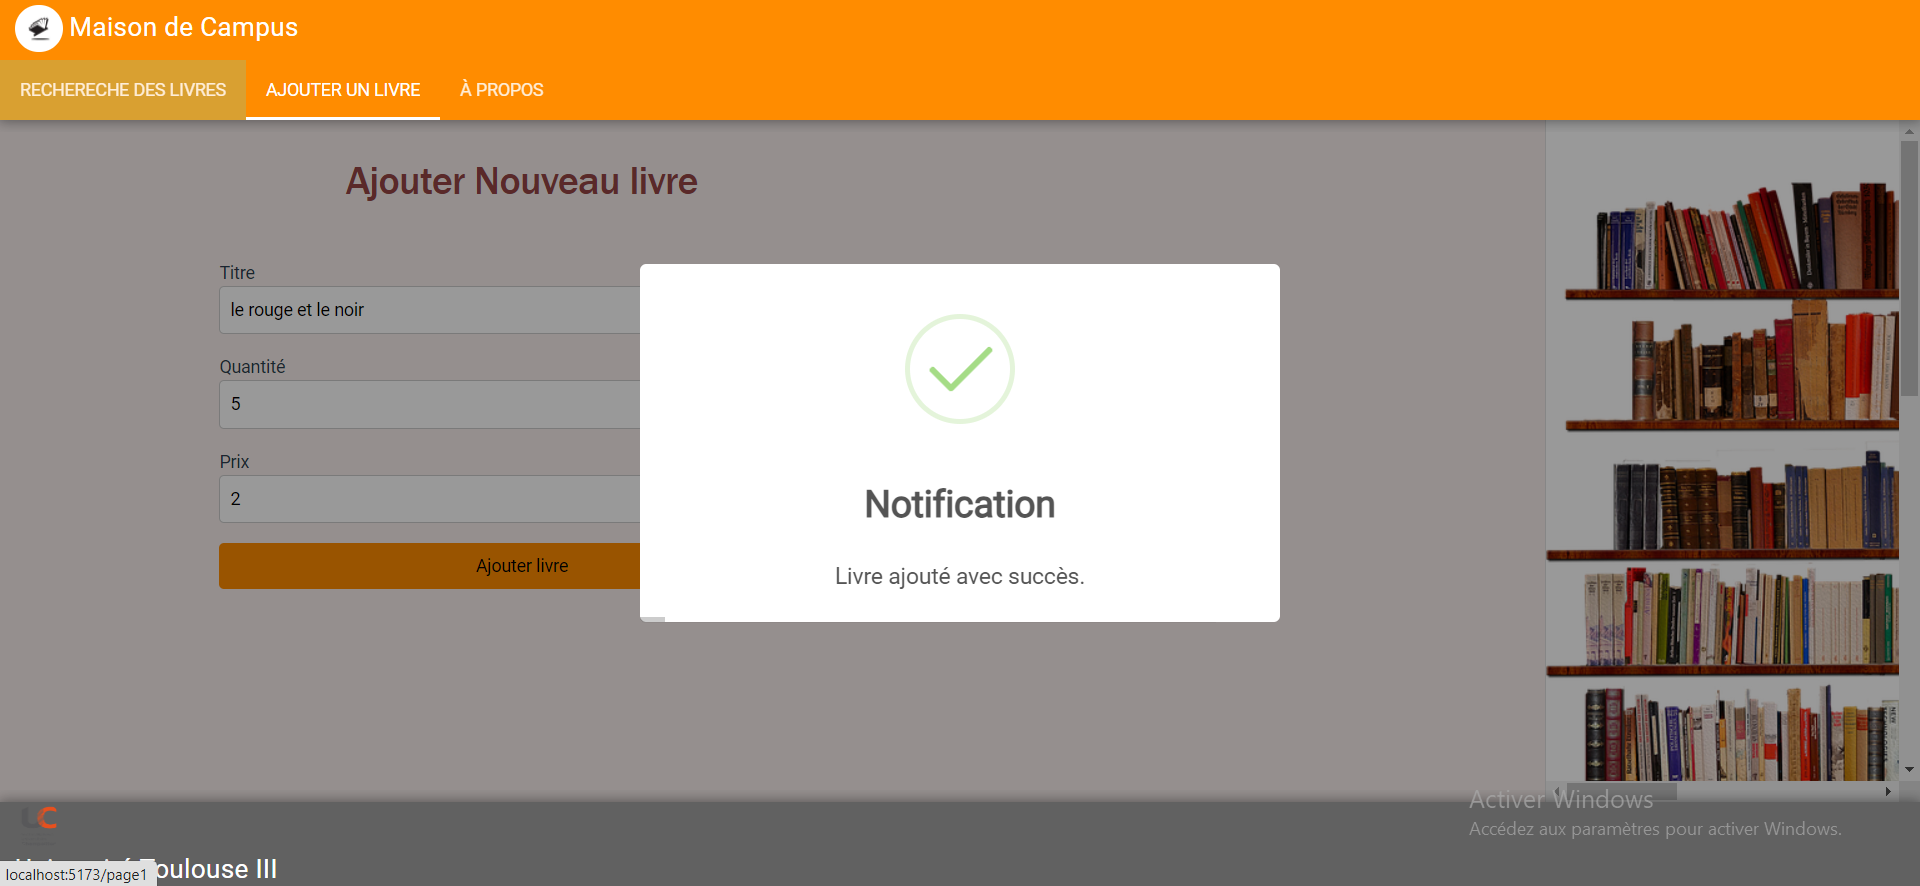 Maison de Campus
RECHERECHE DES LIVRES
AJOUTER UN LIVRE
À PROPOS
Ajouter Nouveau livre
Titre
le rouge et le noir
Quantité
5
Prix
2
Ajouter livre
Notification
Livre ajouté avec succès.
Activer Windows
Accédez aux paramètres pour activer Windows.
Toulouse III
localhost:5173/page1